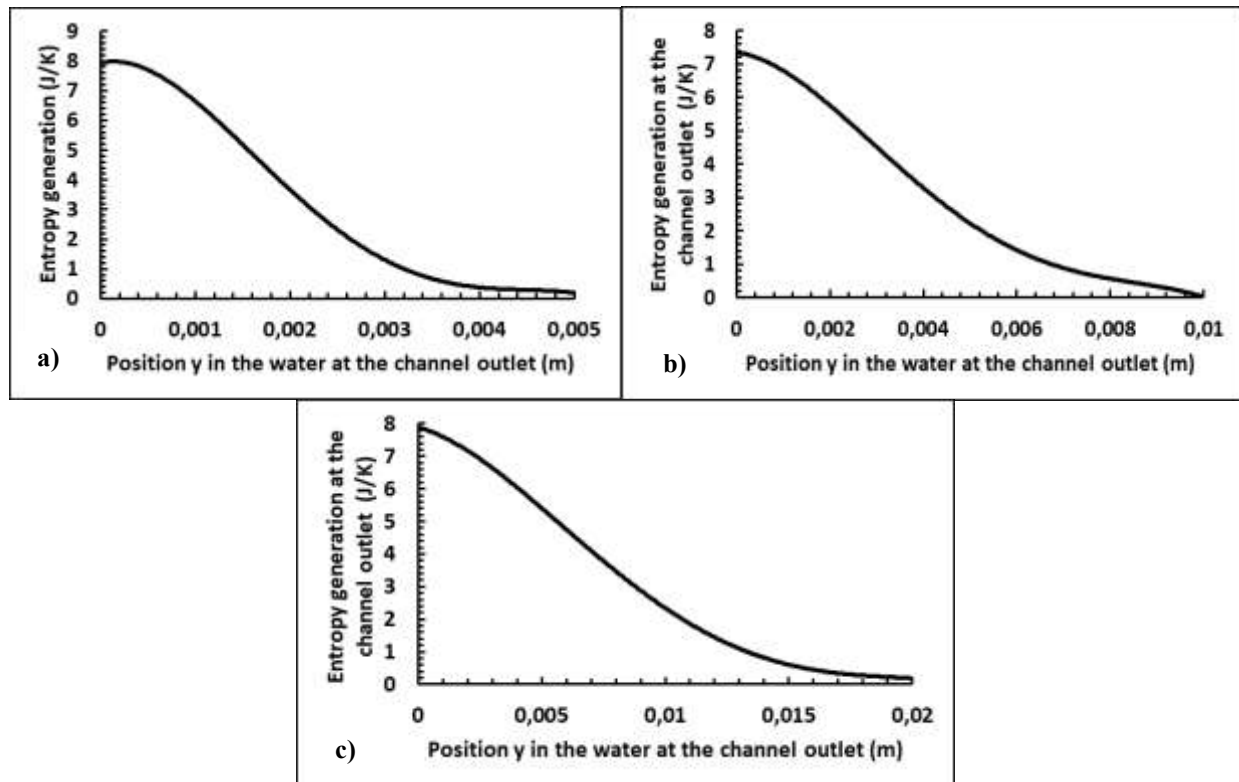 Entropy generation (J/K)
8
7
6
5
4
3
2
1
0
0 0,001 0,002 0,003 0,004 0,005
Position y in the water at the channel outlet (m)
a)
Entropy generation at the
channel outlet (J/K)
8
7
6
5
4
3
2
1
0
0 0,002 0,004 0,006 0,008 0,01
Position y in the water at the channel outlet (m)
b)
Entropy generation at the
channel outlet (J/K)
8
7
6
5
4
3
2
1
0
0 0,005 0,01 0,015 0,02
Position y in the water at the channel outlet (m)
c)